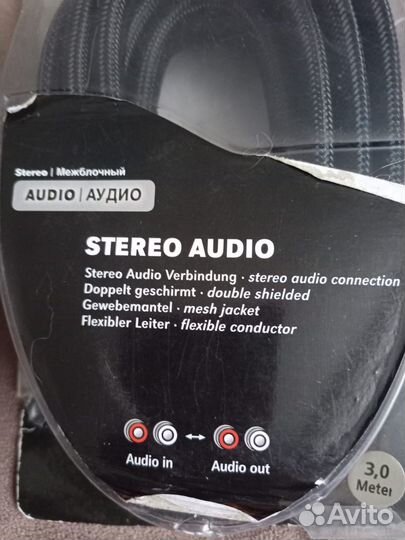 Stereo | Межблочный
AUDIO | АУДИО
STEREO AUDIO
Stereo Audio Verbindung · stereo audio connection
Doppelt geschirmt · double shielded
Gewebemantel · mesh jacket
Flexibler Leiter · flexible conductor
Audio in ↔ Audio out
3,0
Meter
Avito